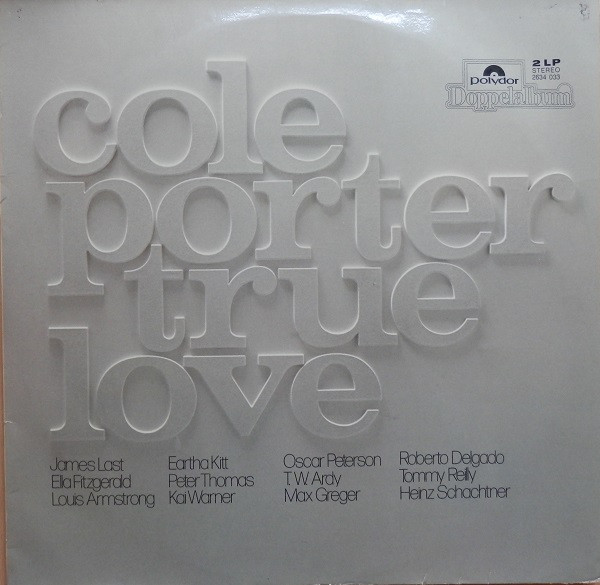 2 LP
STEREO
polydor
2634 033
Doppelalbum
cole
porter
true
love
James Last
Ella Fitzgerald
Louis Armstrong
Eartha Kitt
Peter Thomas
Kai Warner
Oscar Peterson
T.W. Ardy
Max Greger
Roberto Delgado
Tommy Reilly
Heinz Schachtner